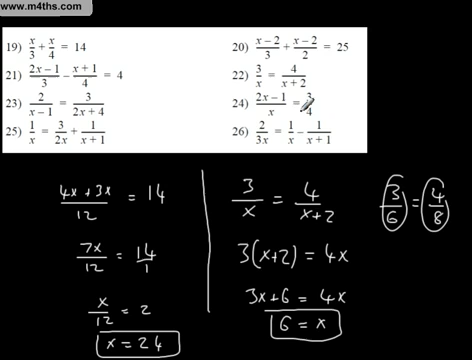 www.m4ths.com
19) x/3 + x/4 = 14
20) (x−2)/3 + (x−2)/2 = 25
21) (2x−1)/3 − (x+1)/4 = 4
22) 3/x = 4/(x+2)
23) 2/(x−1) = 3/(2x+4)
24) (2x−1)/x = 3/4
25) 1/x = 3/2x + 1/(x+1)
26) 2/3x = 1/x − 1/(x+1)
(4x+3x)/12 = 14
7x/12 = 14/1
x/12 = 2
x = 24
3/x = 4/(x+2)
3(x+2) = 4x
3x+6 = 4x
6 = x
3/6 = 4/8